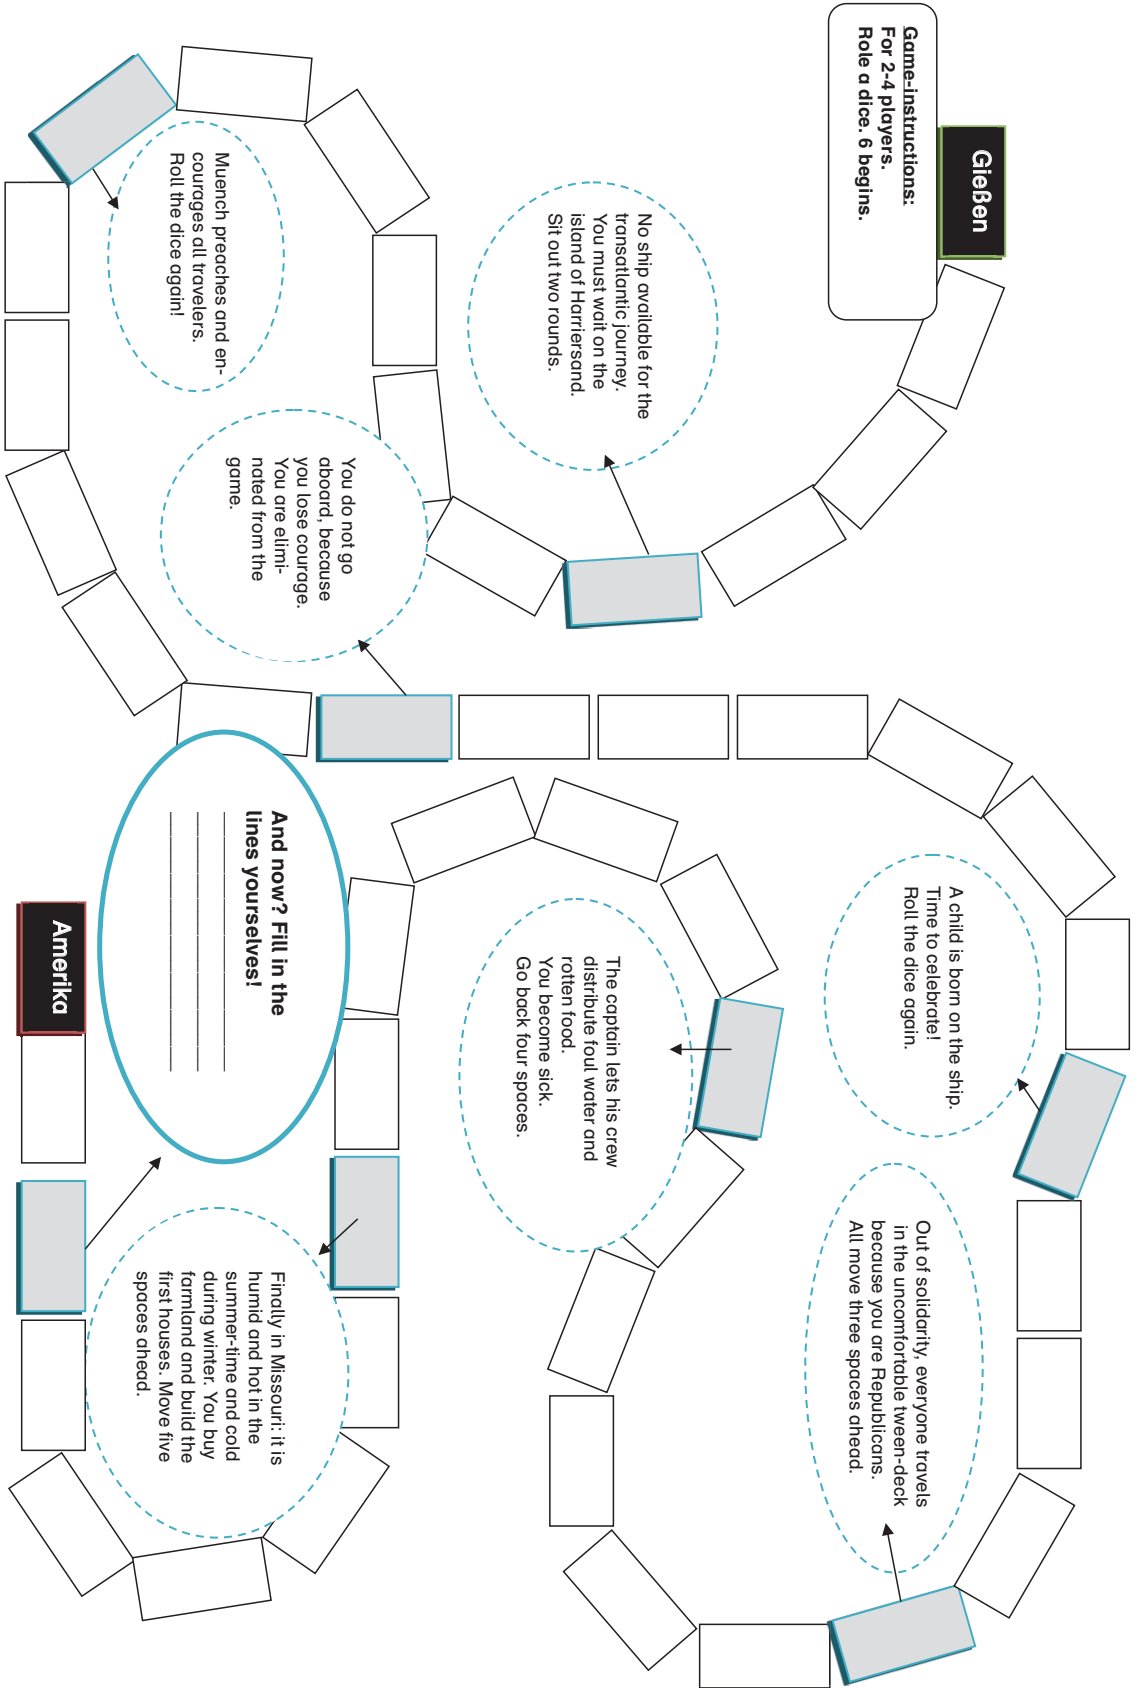 Gießen
Game-instructions:
For 2-4 players.
Role a dice. 6 begins.
No ship available for the
transatlantic journey.
You must wait on the
island of Harriersand.
Sit out two rounds.
Muench preaches and en-
courages all travelers.
Roll the dice again!
You do not go
aboard, because
you lose courage.
You are elimi-
nated from the
game.
A child is born on the ship.
Time to celebrate!
Roll the dice again.
Out of solidarity, everyone travels
in the uncomfortable tween-deck
because you are Republicans.
All move three spaces ahead.
The captain lets his crew
distribute foul water and
rotten food.
You become sick.
Go back four spaces.
Finally in Missouri: it is
humid and hot in the
summer-time and cold
during winter. You buy
farmland and build the
first houses. Move five
spaces ahead.
And now? Fill in the
lines yourselves!
Amerika